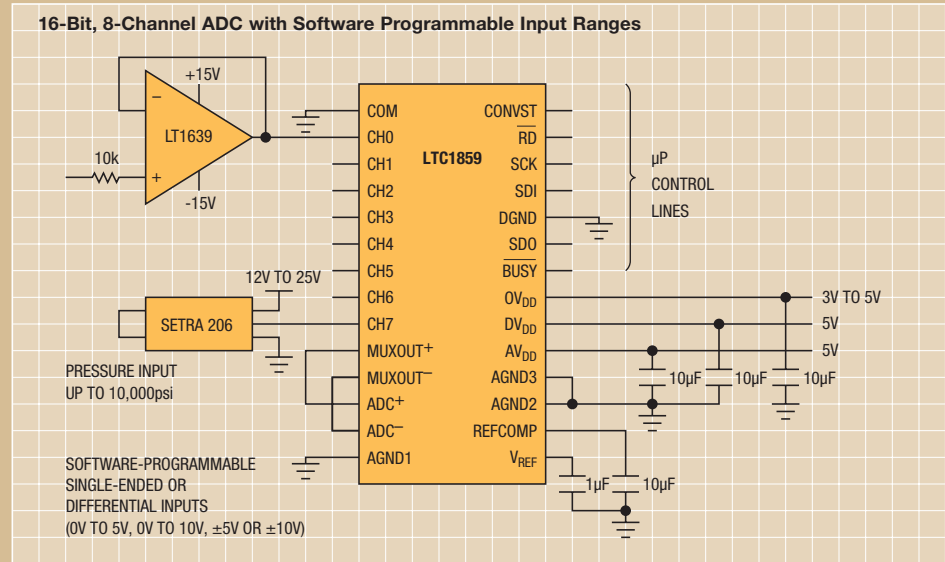 16-Bit, 8-Channel ADC with Software Programmable Input Ranges
+15V
−
LT1639
10k
+
-15V
COM
CH0
CH1
CH2
CH3
CH4
CH5
CH6
CH7
MUXOUT+
MUXOUT−
ADC+
ADC−
AGND1
LTC1859
CONVST
RD
SCK
SDI
DGND
SDO
BUSY
OVDD
DVDD
AVDD
AGND3
AGND2
REFCOMP
VREF
µP
CONTROL
LINES
3V TO 5V
5V
5V
10µF
10µF
10µF
1µF
10µF
12V TO 25V
SETRA 206
PRESSURE INPUT
UP TO 10,000psi
SOFTWARE-PROGRAMMABLE
SINGLE-ENDED OR
DIFFERENTIAL INPUTS
(0V TO 5V, 0V TO 10V, ±5V OR ±10V)